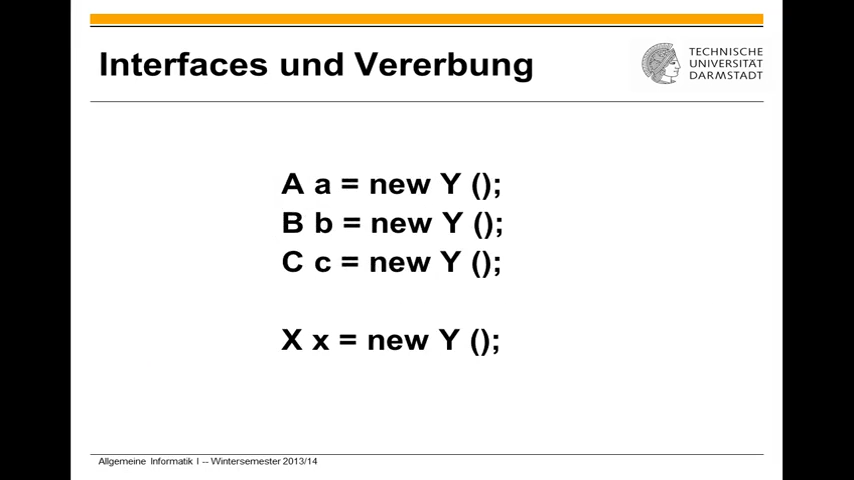 Interfaces und Vererbung
TECHNISCHE
UNIVERSITÄT
DARMSTADT
A a = new Y ();
B b = new Y ();
C c = new Y ();
X x = new Y ();
Allgemeine Informatik I -- Wintersemester 2013/14